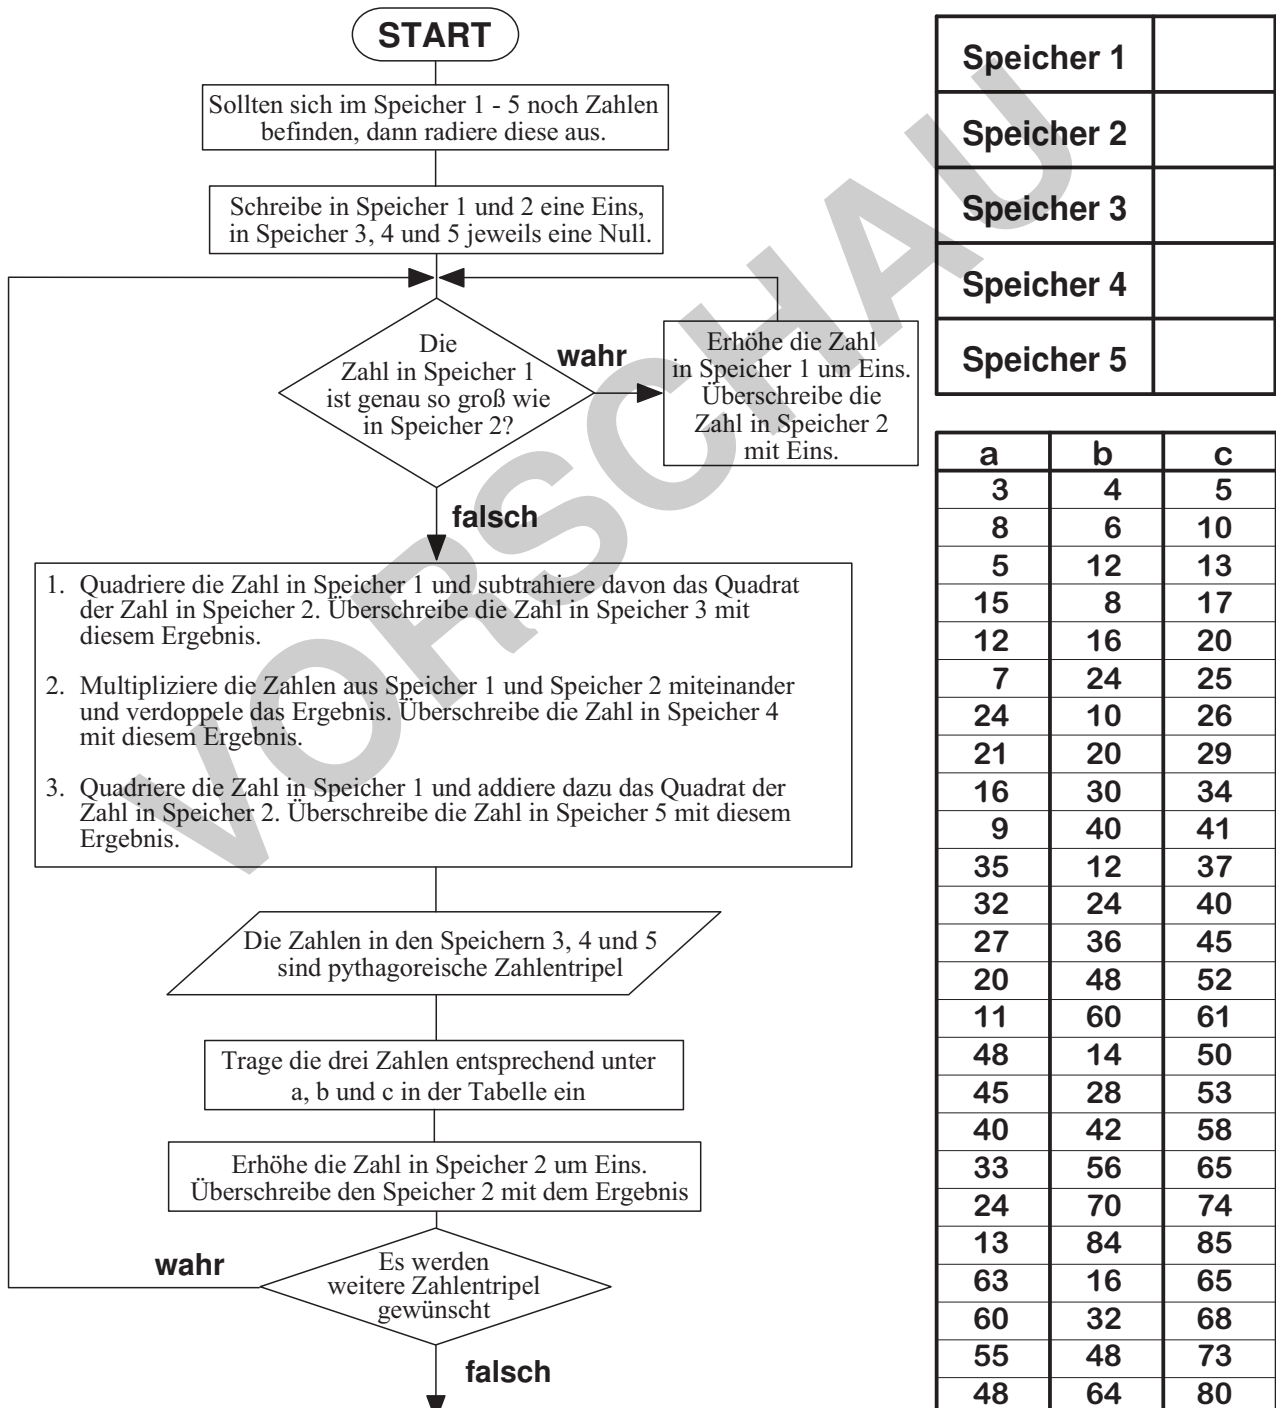 START
Sollten sich im Speicher 1 - 5 noch Zahlen
befinden, dann radiere diese aus.
Schreibe in Speicher 1 und 2 eine Eins,
in Speicher 3, 4 und 5 jeweils eine Null.
Die
Zahl in Speicher 1
ist genau so groß wie
in Speicher 2?
wahr
Erhöhe die Zahl
in Speicher 1 um Eins.
Überschreibe die
Zahl in Speicher 2
mit Eins.
falsch
1. Quadriere die Zahl in Speicher 1 und subtrahiere davon das Quadrat
der Zahl in Speicher 2. Überschreibe die Zahl in Speicher 3 mit
diesem Ergebnis.
2. Multipliziere die Zahlen aus Speicher 1 und Speicher 2 miteinander
und verdoppele das Ergebnis. Überschreibe die Zahl in Speicher 4
mit diesem Ergebnis.
3. Quadriere die Zahl in Speicher 1 und addiere dazu das Quadrat der
Zahl in Speicher 2. Überschreibe die Zahl in Speicher 5 mit diesem
Ergebnis.
Die Zahlen in den Speichern 3, 4 und 5
sind pythagoreische Zahlentripel
Trage die drei Zahlen entsprechend unter
a, b und c in der Tabelle ein
Erhöhe die Zahl in Speicher 2 um Eins.
Überschreibe den Speicher 2 mit dem Ergebnis
wahr
Es werden
weitere Zahlentripel
gewünscht
falsch
Speicher 1
Speicher 2
Speicher 3
Speicher 4
Speicher 5
a b c
3 4 5
8 6 10
5 12 13
15 8 17
12 16 20
7 24 25
24 10 26
21 20 29
16 30 34
9 40 41
35 12 37
32 24 40
27 36 45
20 48 52
11 60 61
48 14 50
45 28 53
40 42 58
33 56 65
24 70 74
13 84 85
63 16 65
60 32 68
55 48 73
48 64 80
VORSCHAU